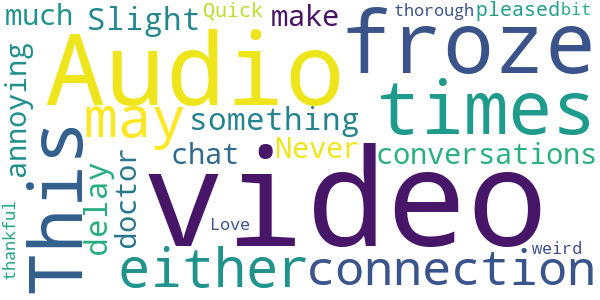 much Slight Quick make thorough pleased bit
Audio froze
annoying This may something times
chat Never conversations
delay doctor video
thankful either connection Love weird